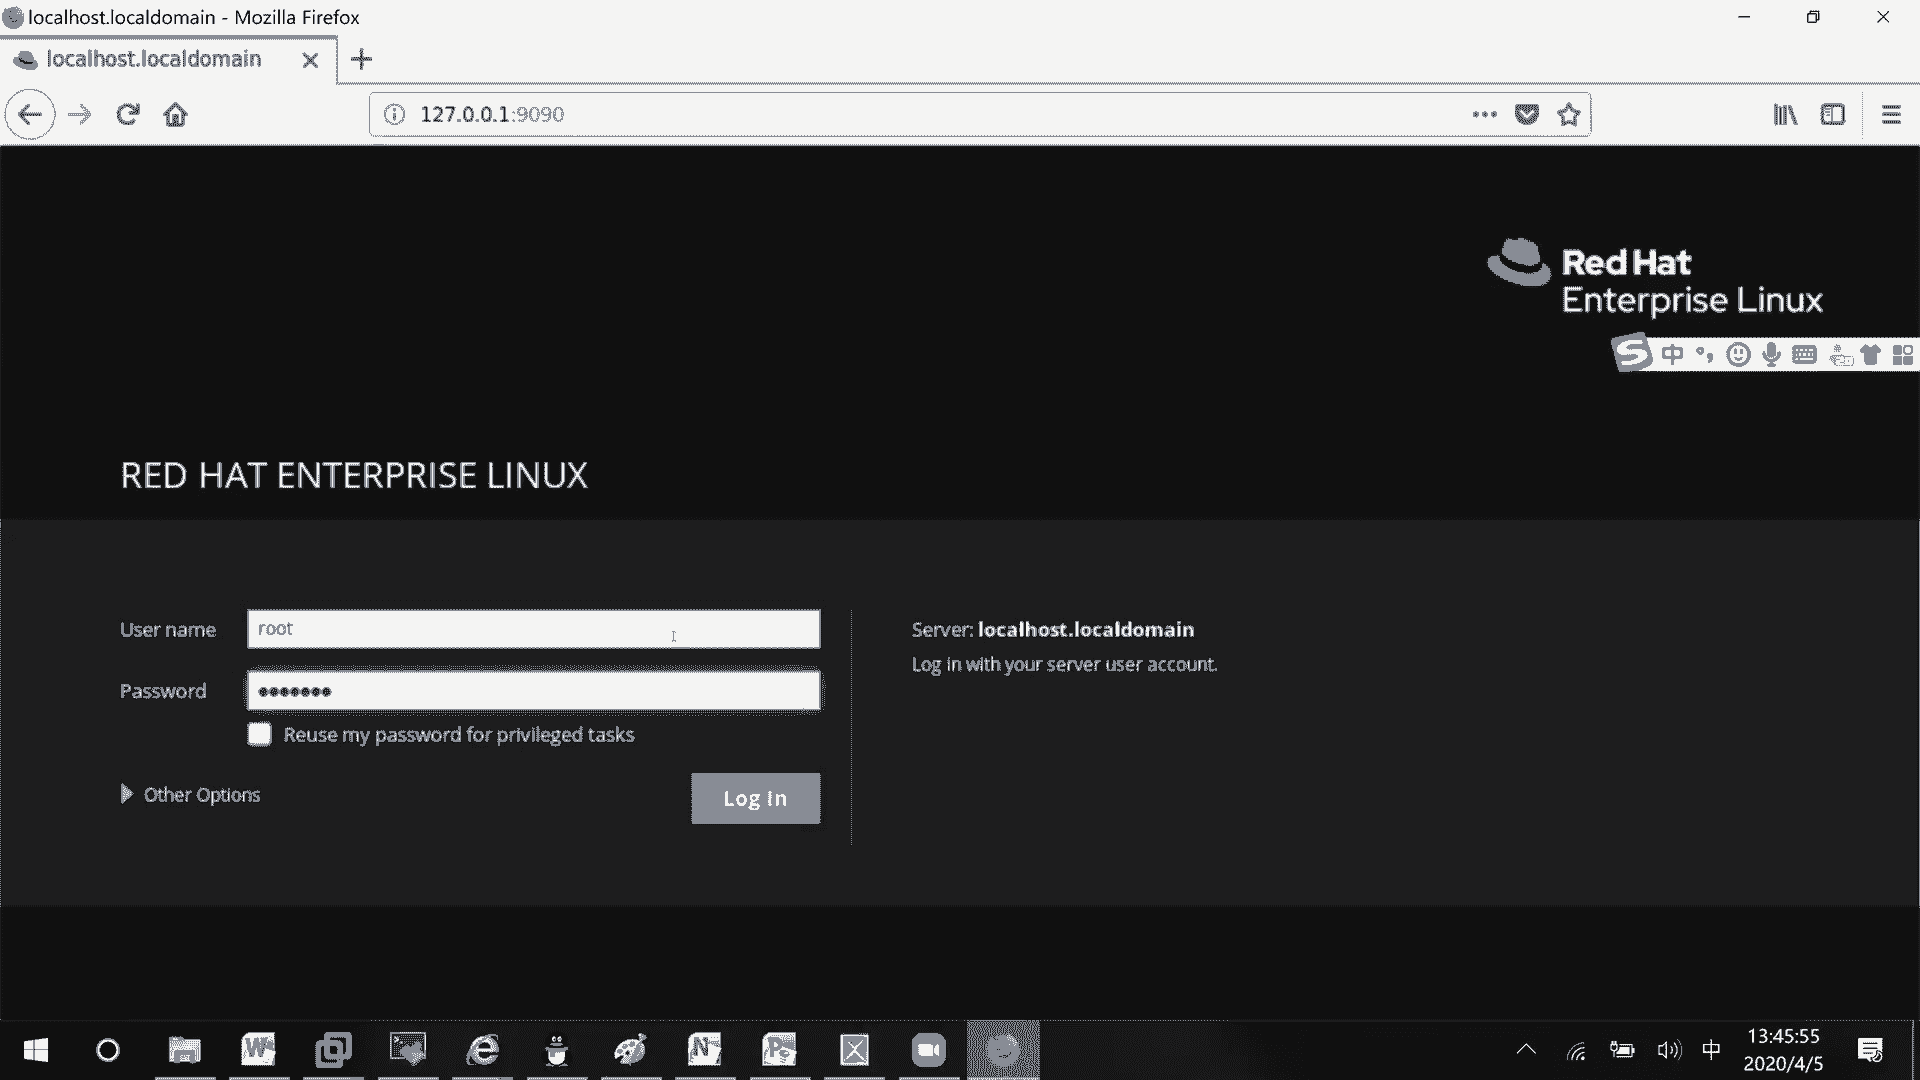 localhost.localdomain - Mozilla Firefox
localhost.localdomain
127.0.0.1:9090
Red Hat
Enterprise Linux
中
RED HAT ENTERPRISE LINUX
User name
root
Server: localhost.localdomain
Log in with your server user account.
Password
Reuse my password for privileged tasks
Other Options
Log In
中
13:45:55
2020/4/5